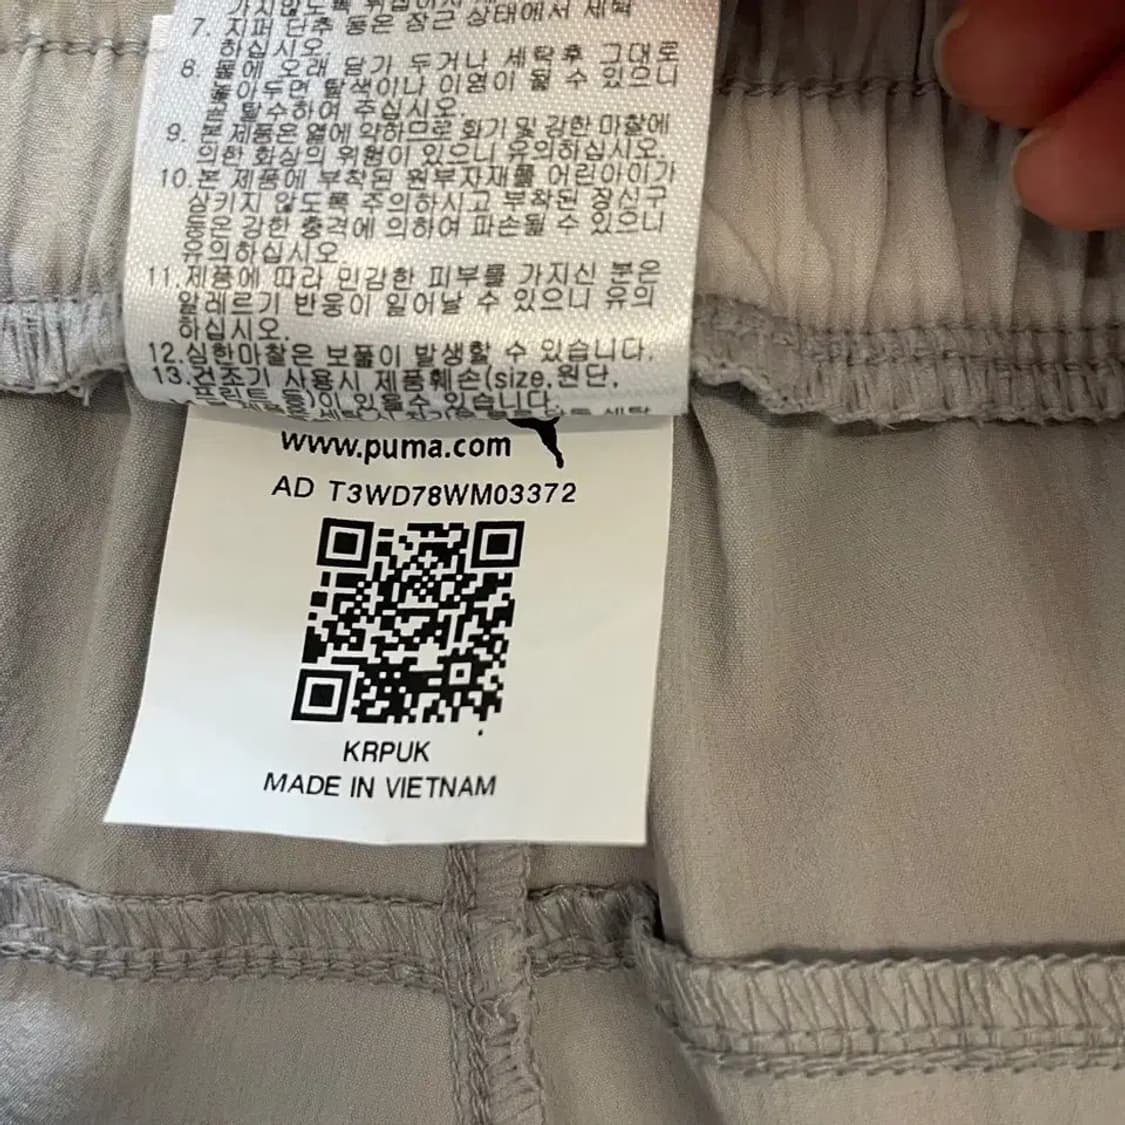 7. 지퍼 단추 등은 잠근 상태에서 세탁
하십시오.
8. 물에 오래 담가 두거나 세탁후 그대로
놓아두면 탈색이나 이염이 될 수 있으니
탈수하여 주십시오.
9. 본 제품은 열에 약하므로 화기 및 강한 마찰에
의한 화상의 위험이 있으니 유의하십시오.
10.본 제품에 부착된 원부자재를 어린아이가
삼키지 않도록 주의하시고 부착된 장신구
등은 강한 충격에 의하여 파손될 수 있으니
유의하십시오.
11.제품에 따라 민감한 피부를 가지신 분은
알레르기 반응이 일어날 수 있으니 유의
하십시오.
12.심한마찰은 보풀이 발생할 수 있습니다.
13.건조기 사용시 제품훼손(size,원단,
프린트 등)이 있을수 있습니다.
www.puma.com
AD T3WD78WM03372
KRPUK
MADE IN VIETNAM